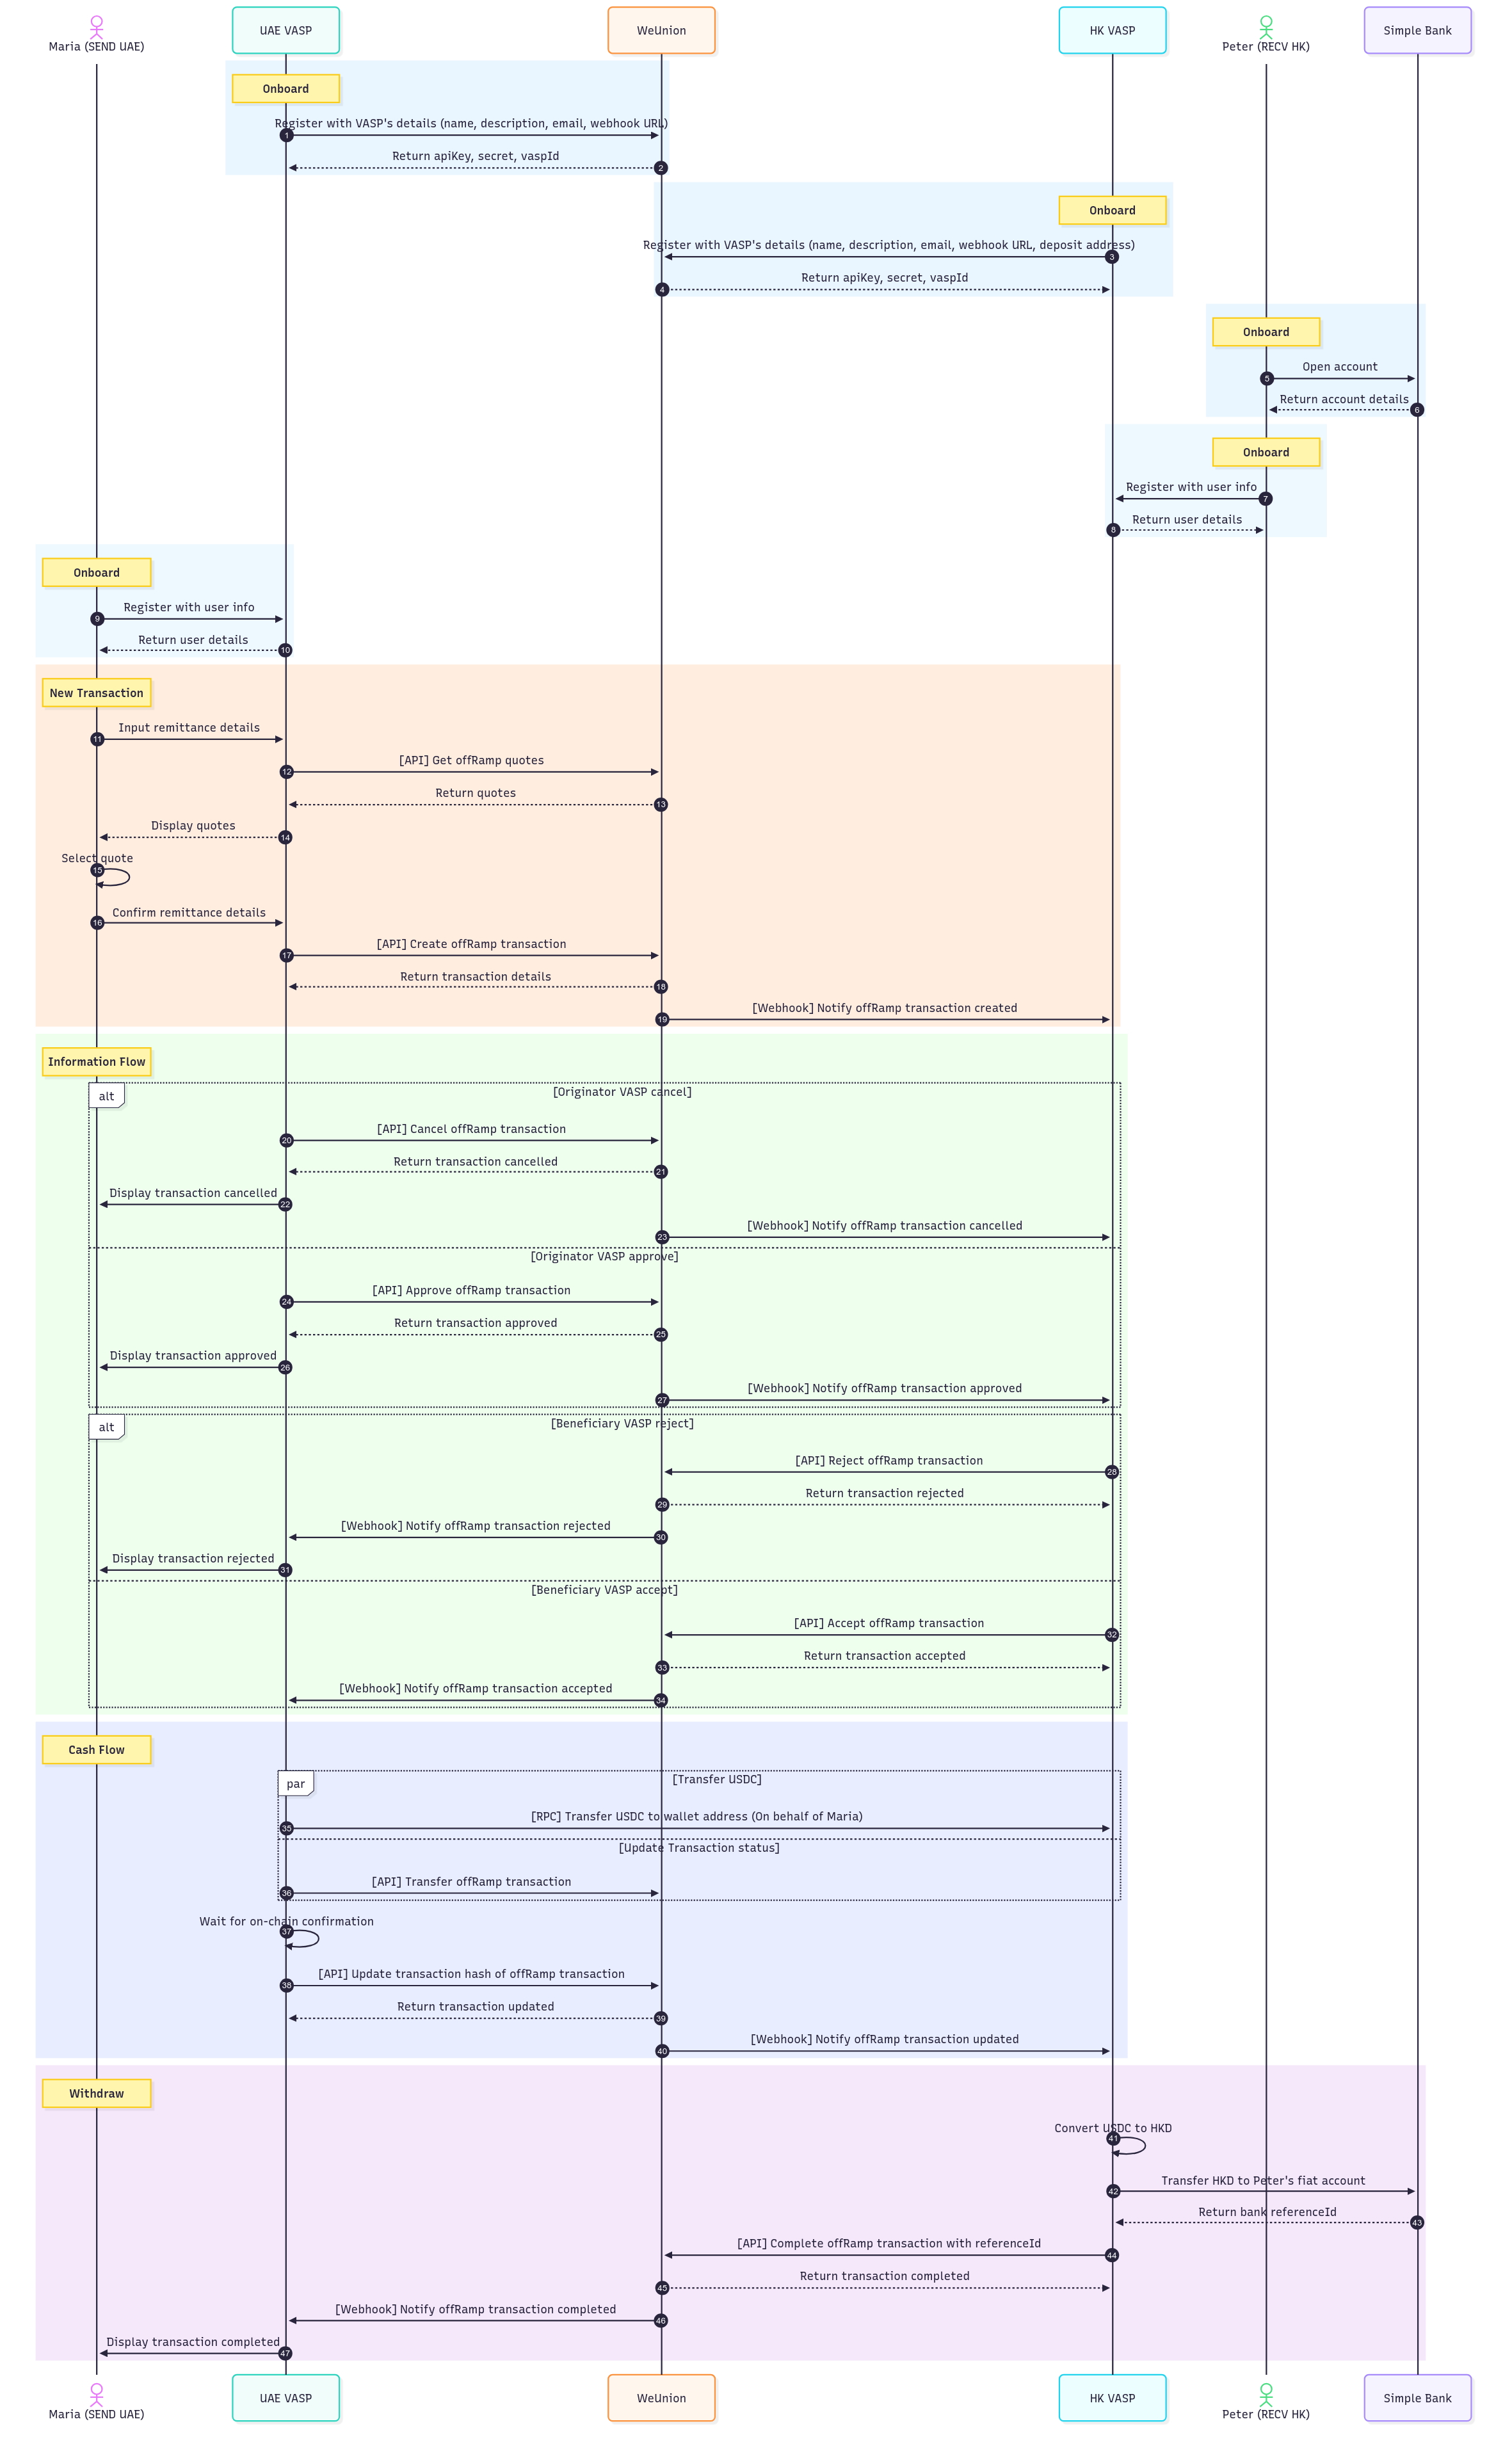 Maria (SEND UAE)
UAE VASP
WeUnion
HK VASP
Peter (RECV HK)
Simple Bank
Onboard
Register with VASP's details (name, description, email, webhook URL)
1
Return apiKey, secret, vaspId
2
Onboard
Register with VASP's details (name, description, email, webhook URL, deposit address)
3
Return apiKey, secret, vaspId
4
Onboard
Open account
5
Return account details
6
Onboard
Register with user info
7
Return user details
8
Onboard
Register with user info
9
Return user details
10
New Transaction
Input remittance details
11
[API] Get offRamp quotes
12
Return quotes
13
Display quotes
14
Select quote
15
Confirm remittance details
16
[API] Create offRamp transaction
17
Return transaction details
18
[Webhook] Notify offRamp transaction created
19
Information Flow
alt
[Originator VASP cancel]
[API] Cancel offRamp transaction
20
Return transaction cancelled
21
Display transaction cancelled
22
[Webhook] Notify offRamp transaction cancelled
23
[Originator VASP approve]
[API] Approve offRamp transaction
24
Return transaction approved
25
Display transaction approved
26
[Webhook] Notify offRamp transaction approved
27
alt
[Beneficiary VASP reject]
[API] Reject offRamp transaction
28
Return transaction rejected
29
[Webhook] Notify offRamp transaction rejected
30
Display transaction rejected
31
[Beneficiary VASP accept]
[API] Accept offRamp transaction
32
Return transaction accepted
33
[Webhook] Notify offRamp transaction accepted
34
Cash Flow
par
[Transfer USDC]
[RPC] Transfer USDC to wallet address (On behalf of Maria)
35
[Update Transaction status]
[API] Transfer offRamp transaction
36
Wait for on-chain confirmation
37
[API] Update transaction hash of offRamp transaction
38
Return transaction updated
39
[Webhook] Notify offRamp transaction updated
40
Withdraw
Convert USDC to HKD
41
Transfer HKD to Peter's fiat account
42
Return bank referenceId
43
[API] Complete offRamp transaction with referenceId
44
Return transaction completed
45
[Webhook] Notify offRamp transaction completed
46
Display transaction completed
47
Maria (SEND UAE)
UAE VASP
WeUnion
HK VASP
Peter (RECV HK)
Simple Bank